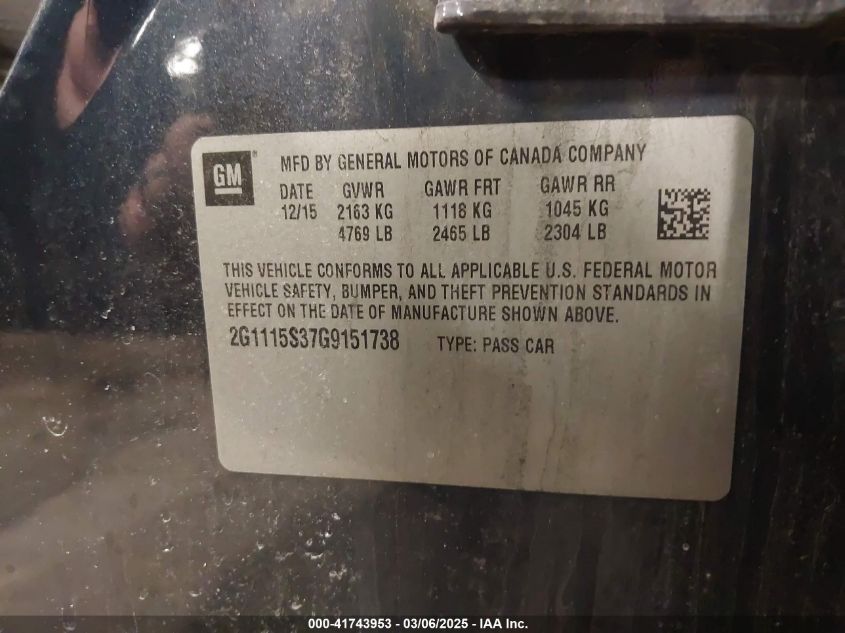 GM® MFD BY GENERAL MOTORS OF CANADA COMPANY
DATE GVWR GAWR FRT GAWR RR
12/15 2163 KG 1118 KG 1045 KG
4769 LB 2465 LB 2304 LB
THIS VEHICLE CONFORMS TO ALL APPLICABLE U.S. FEDERAL MOTOR
VEHICLE SAFETY, BUMPER, AND THEFT PREVENTION STANDARDS IN
EFFECT ON THE DATE OF MANUFACTURE SHOWN ABOVE.
2G1115S37G9151738 TYPE: PASS CAR
000-41743953 - 03/06/2025 - IAA Inc.